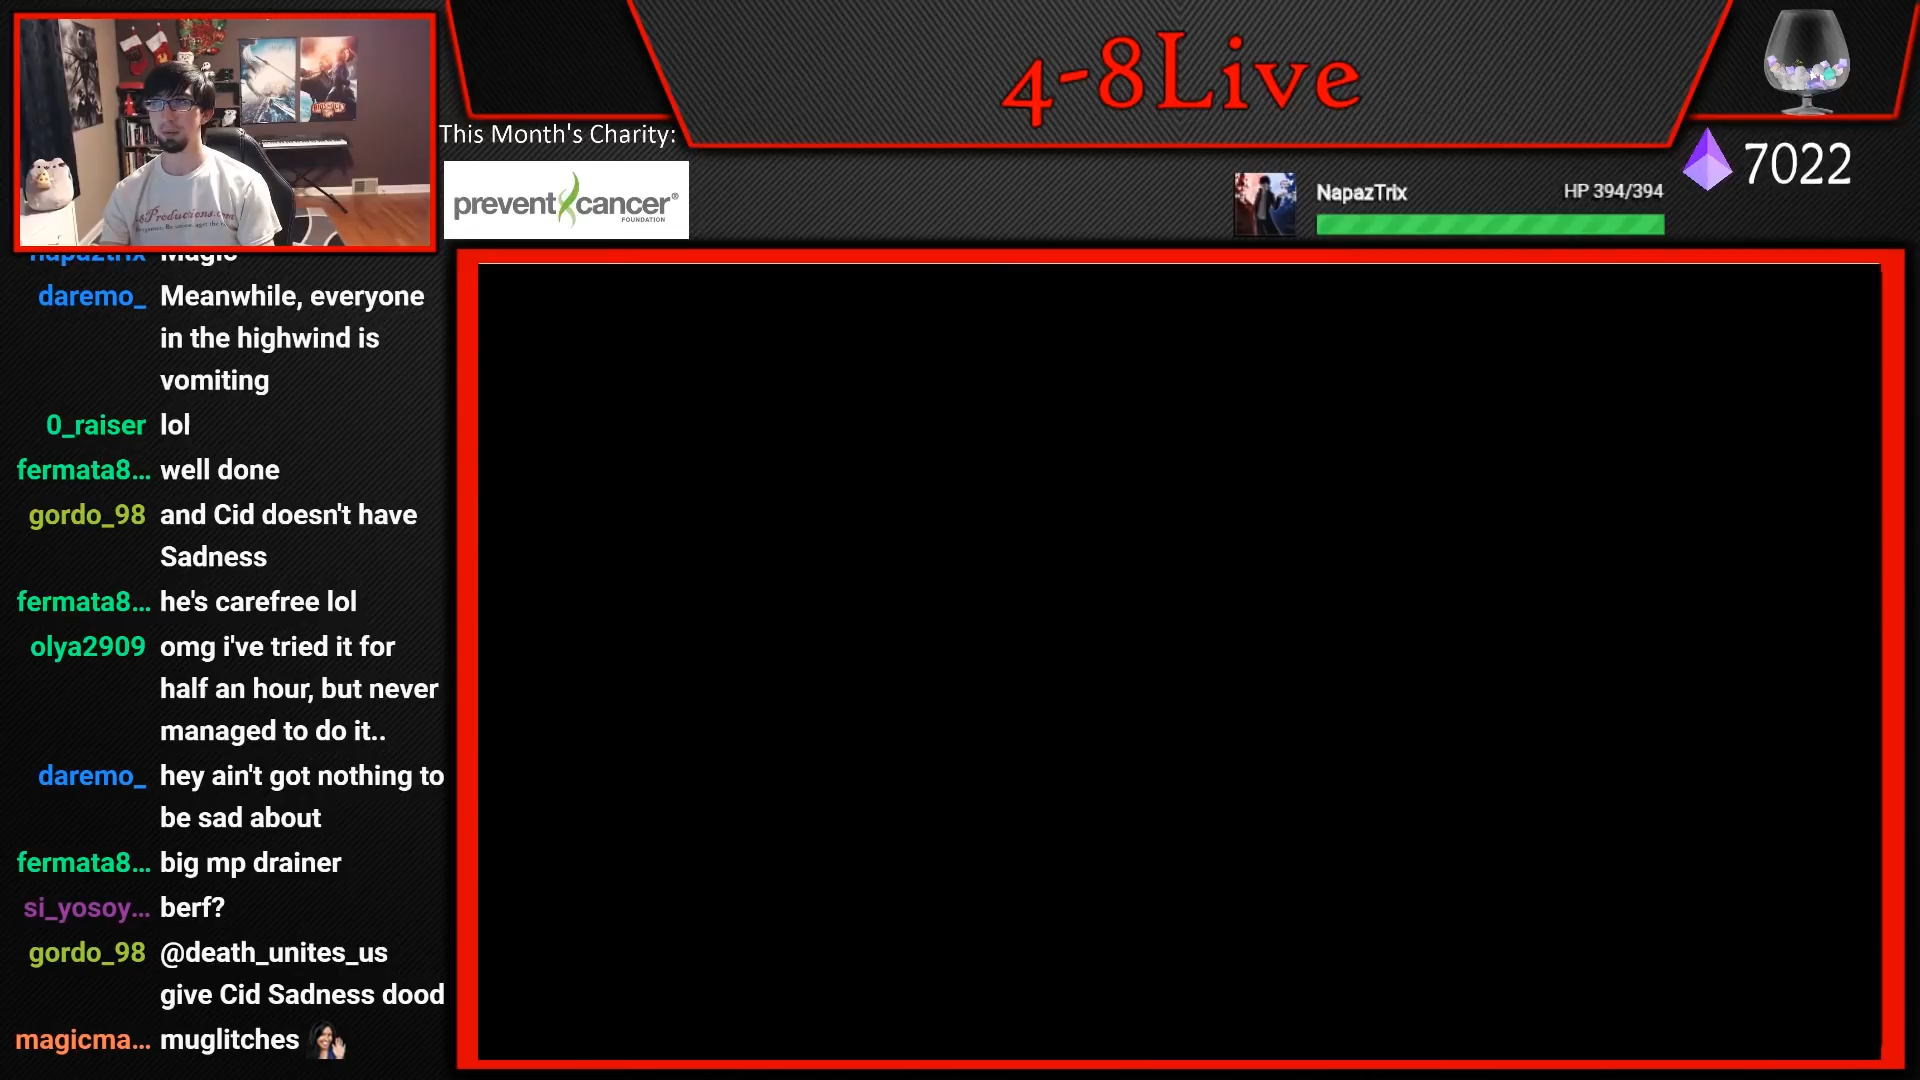 4-8Live
This Month's Charity:
prevent cancer®
FOUNDATION
NapazTrix HP 394/394
7022
napaztrix Magic
daremo_ Meanwhile, everyone
in the highwind is
vomiting
0_raiser lol
fermata8... well done
gordo_98 and Cid doesn't have
Sadness
fermata8... he's carefree lol
olya2909 omg i've tried it for
half an hour, but never
managed to do it..
daremo_ hey ain't got nothing to
be sad about
fermata8... big mp drainer
si_yosoy... berf?
gordo_98 @death_unites_us
give Cid Sadness dood
magicma... muglitches